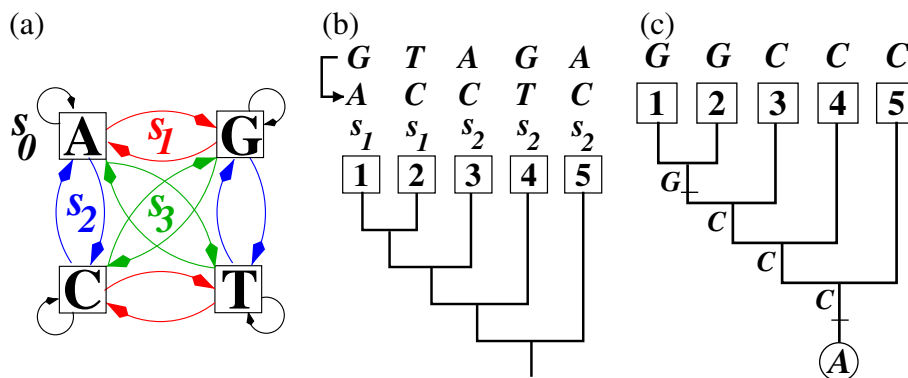 (a)
s0 A s1 G
s2 s3
C T
(b)
G T A G A
A C C T C
s1 s1 s2 s2 s2
1 2 3 4 5
(c)
G G C C C
1 2 3 4 5
G
C
C
C
A